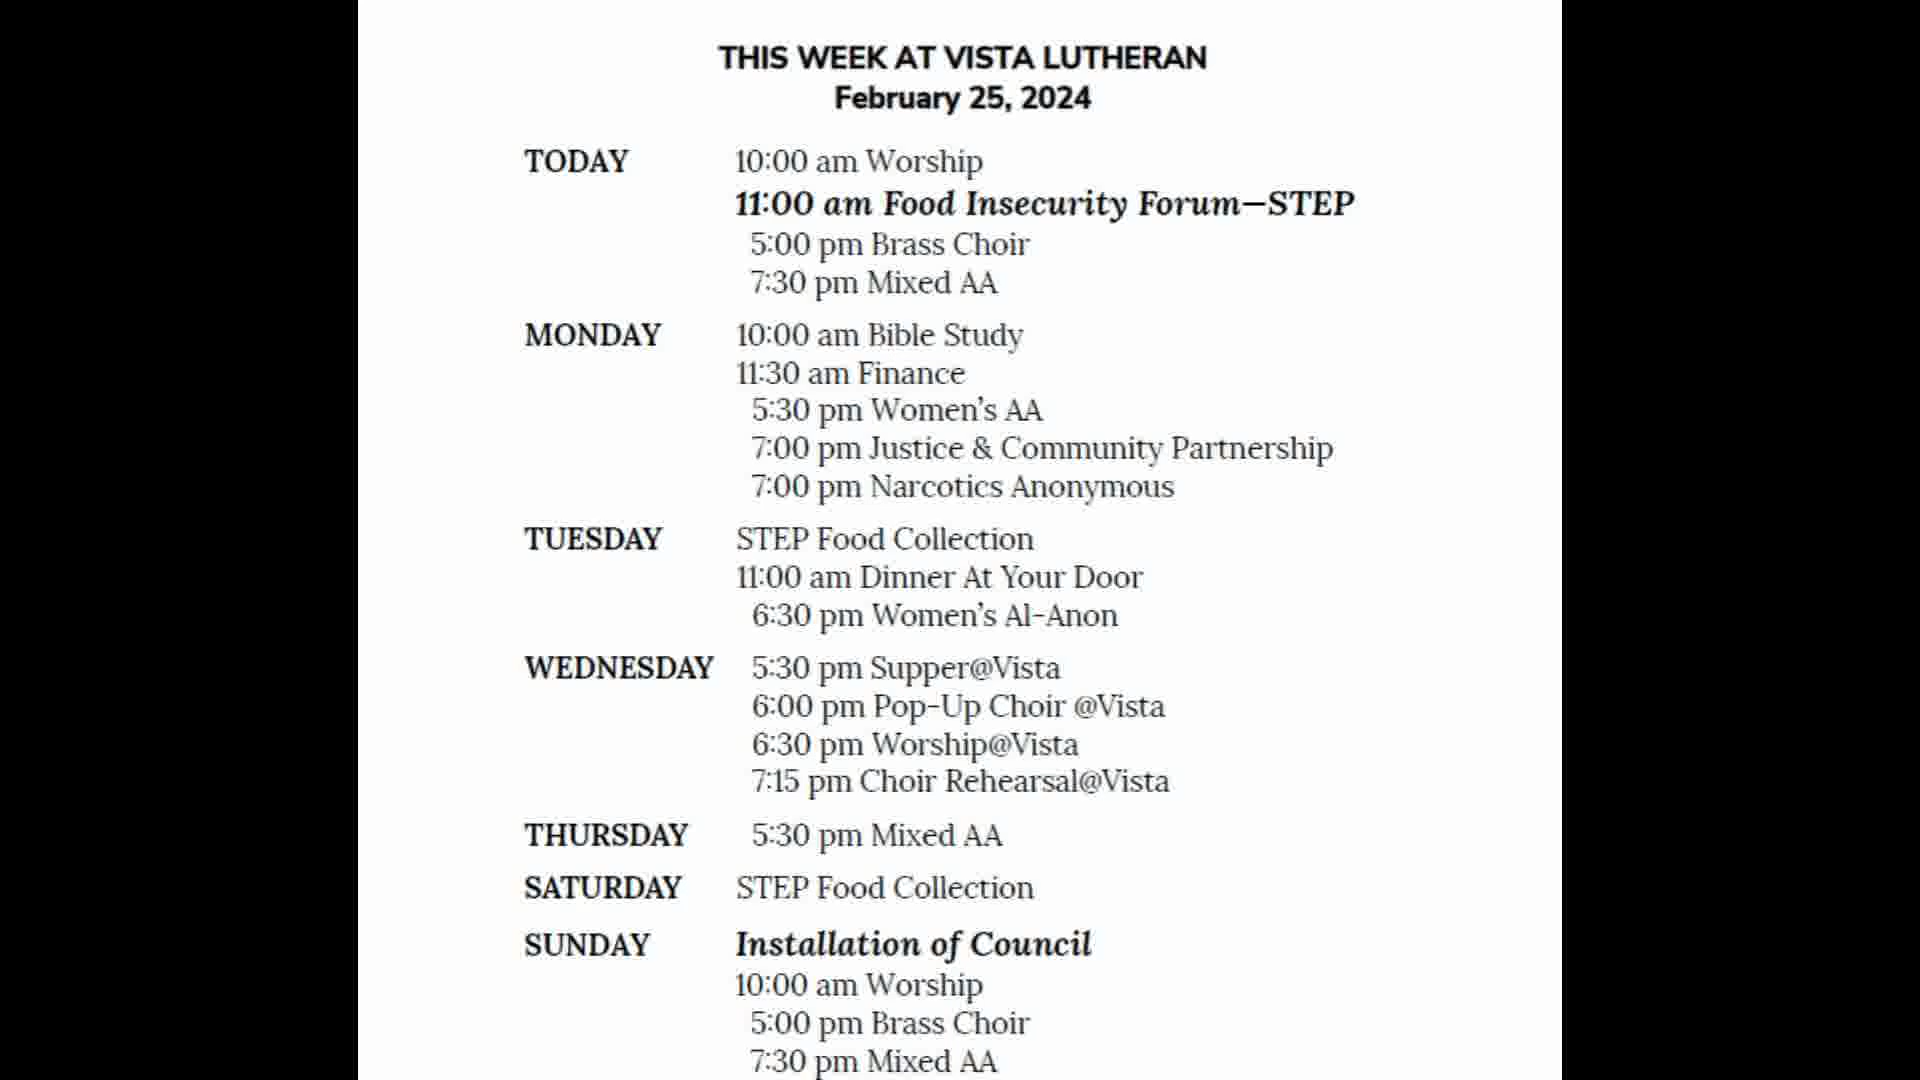 THIS WEEK AT VISTA LUTHERAN
February 25, 2024
TODAY 10:00 am Worship
11:00 am Food Insecurity Forum—STEP
5:00 pm Brass Choir
7:30 pm Mixed AA
MONDAY 10:00 am Bible Study
11:30 am Finance
5:30 pm Women's AA
7:00 pm Justice & Community Partnership
7:00 pm Narcotics Anonymous
TUESDAY STEP Food Collection
11:00 am Dinner At Your Door
6:30 pm Women's Al-Anon
WEDNESDAY 5:30 pm Supper@Vista
6:00 pm Pop-Up Choir @Vista
6:30 pm Worship@Vista
7:15 pm Choir Rehearsal@Vista
THURSDAY 5:30 pm Mixed AA
SATURDAY STEP Food Collection
SUNDAY Installation of Council
10:00 am Worship
5:00 pm Brass Choir
7:30 pm Mixed AA